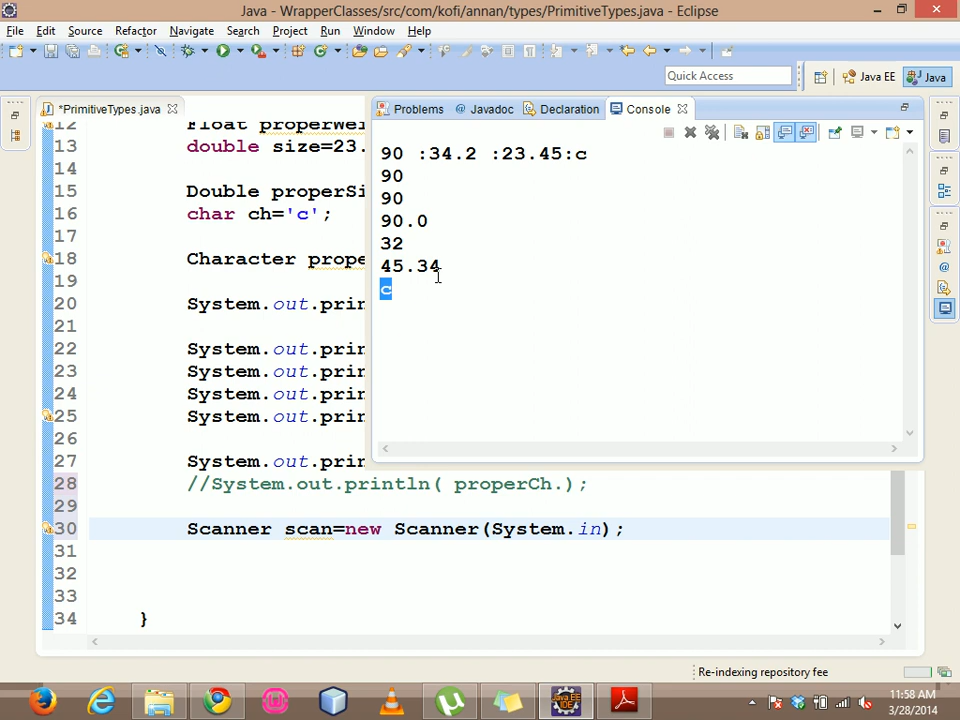 Java - WrapperClasses/src/com/kofi/annan/types/PrimitiveTypes.java - Eclipse
File Edit Source Refactor Navigate Search Project Run Window Help
Quick Access Java EE Java
*PrimitiveTypes.java
Problems @ Javadoc Declaration Console
12 Float properWei
13 double size=23.
14
15 Double properSi
16 char ch='c';
17
18 Character prope
19
20 System.out.prin
21
22 System.out.prin
23 System.out.prin
24 System.out.prin
25 System.out.prin
26
27 System.out.prin
28 //System.out.println( properCh.);
29
30 Scanner scan=new Scanner(System.in);
31
32
33
34 }
90 :34.2 :23.45:c
90
90
90.0
32
45.34
c
Re-indexing repository fee
11:58 AM
3/28/2014